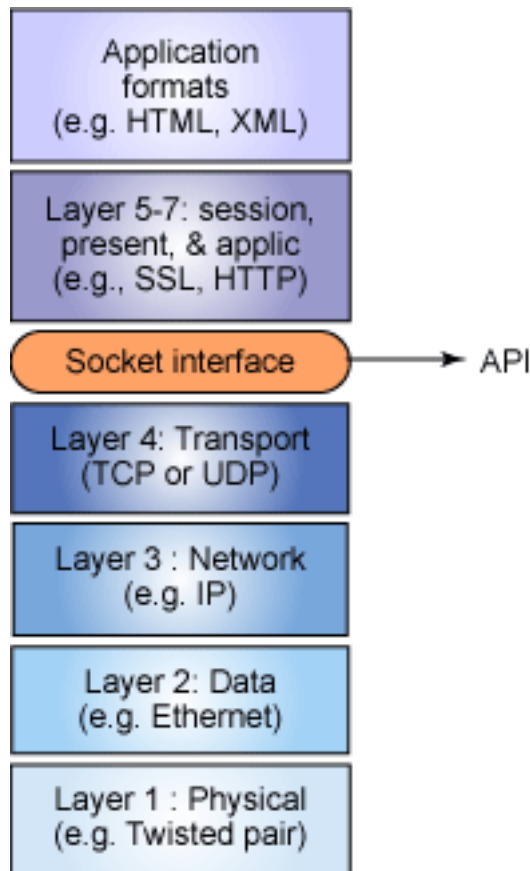 Application
formats
(e.g. HTML, XML)
Layer 5-7: session,
present, & applic
(e.g., SSL, HTTP)
Socket interface
API
Layer 4: Transport
(TCP or UDP)
Layer 3 : Network
(e.g. IP)
Layer 2: Data
(e.g. Ethernet)
Layer 1 : Physical
(e.g. Twisted pair)